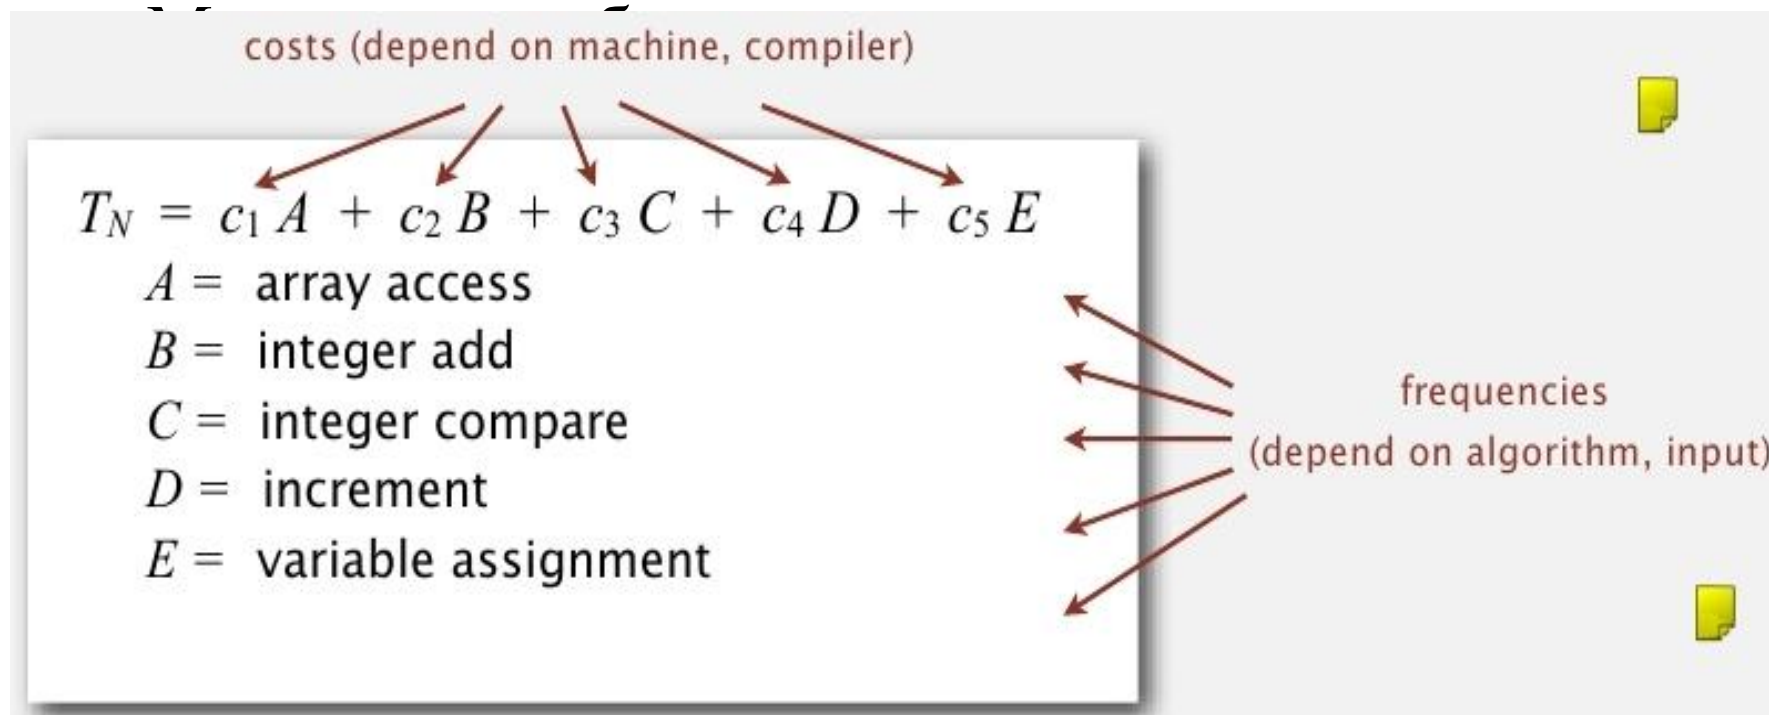 costs (depend on machine, compiler)
T_N = c₁ A + c₂ B + c₃ C + c₄ D + c₅ E
A = array access
B = integer add
C = integer compare
D = increment
E = variable assignment
frequencies
(depend on algorithm, input)